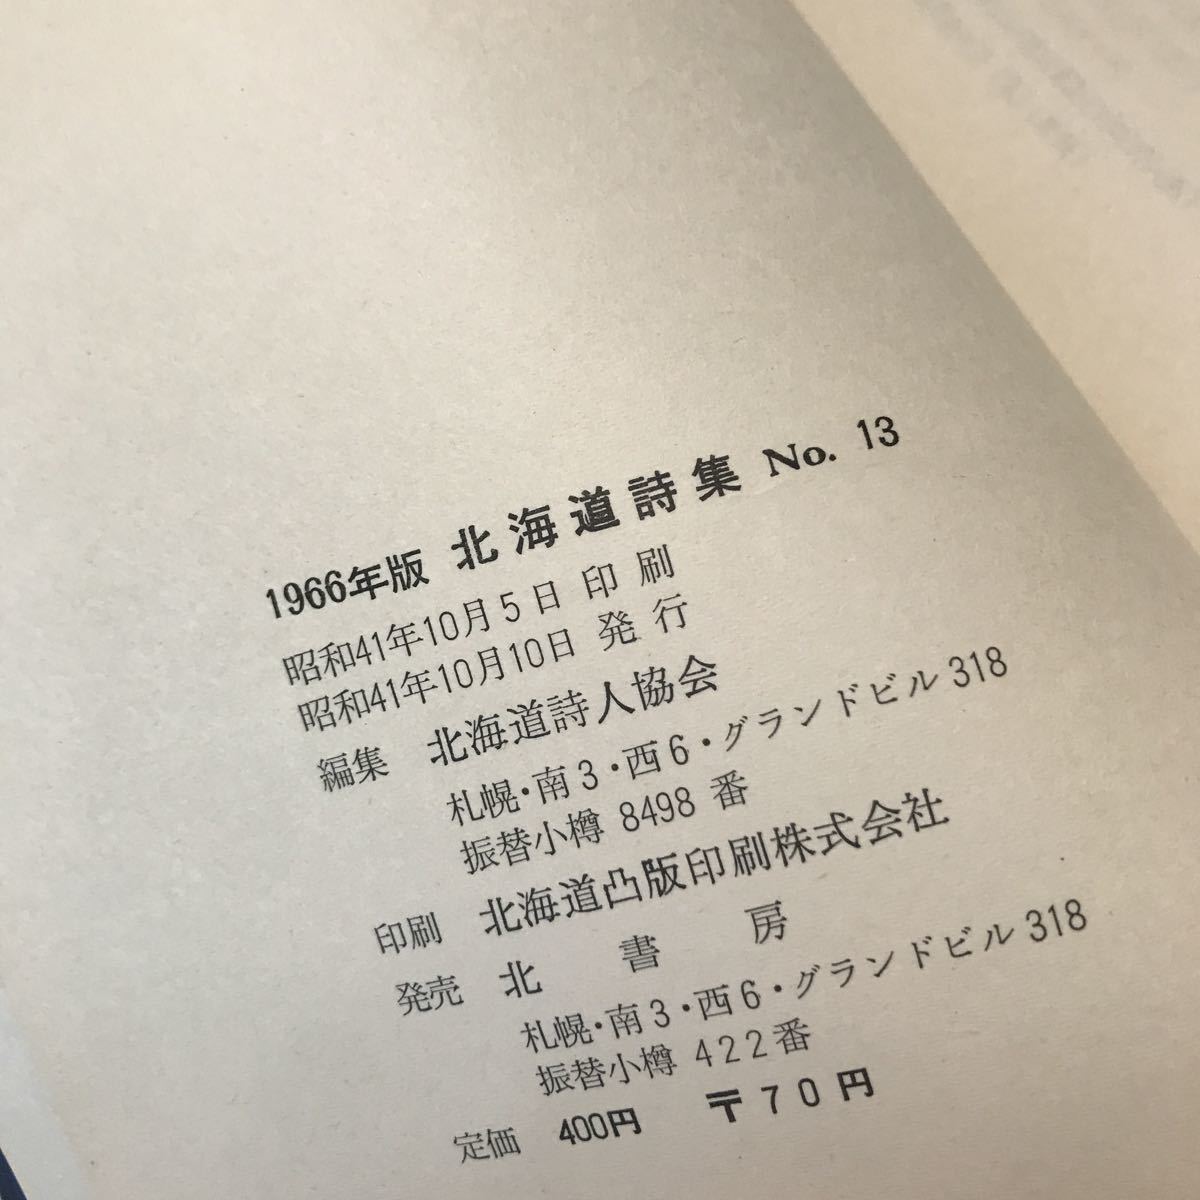 1966年版 北海道詩集 No. 13
昭和41年10月5日 印刷
昭和41年10月10日 発行
編集 北海道詩人協会
札幌・南3・西6・グランドビル318
振替小樽 8498 番
印刷 北海道凸版印刷株式会社
発売 北書房
札幌・南3・西6・グランドビル318
振替小樽 422番
定価 400円 〒70円